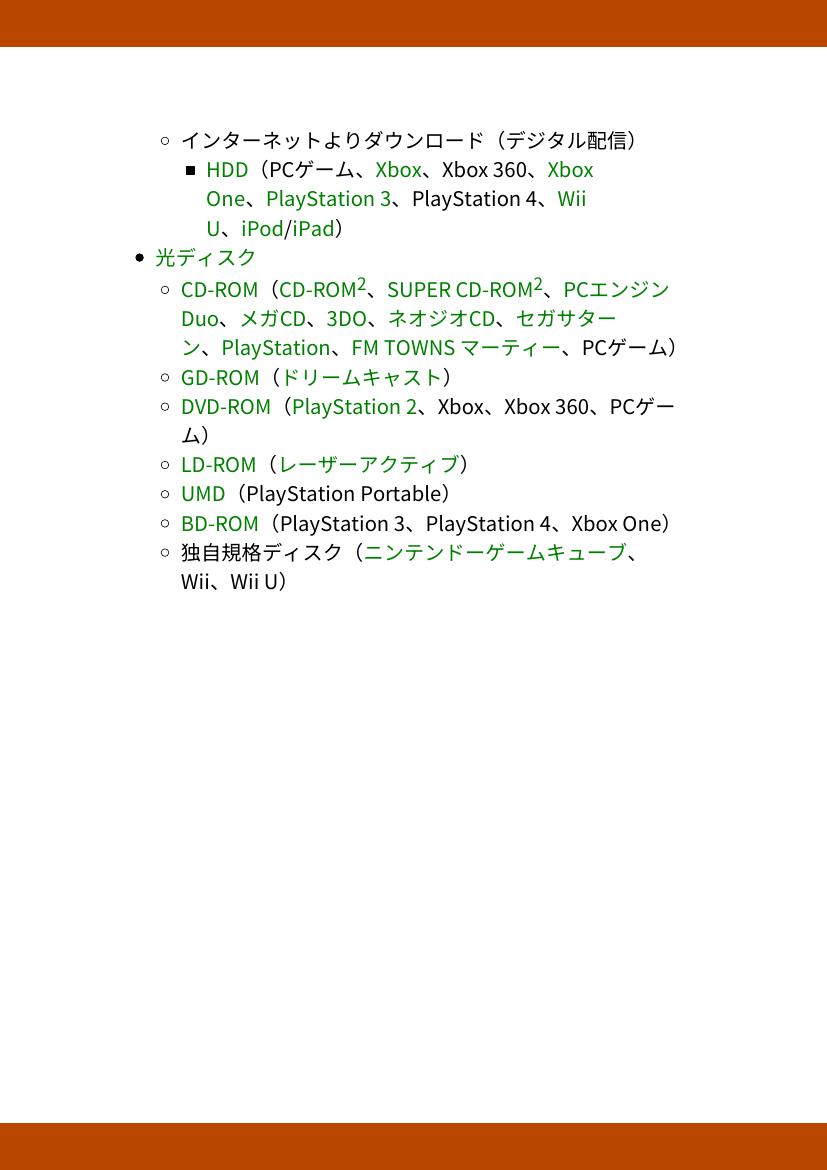 インターネットよりダウンロード（デジタル配信）
HDD（PCゲーム、Xbox、Xbox 360、Xbox
One、PlayStation 3、PlayStation 4、Wii
U、iPod/iPad）
光ディスク
CD-ROM（CD-ROM²、SUPER CD-ROM²、PCエンジン
Duo、メガCD、3DO、ネオジオCD、セガサター
ン、PlayStation、FM TOWNS マーティー、PCゲーム）
GD-ROM（ドリームキャスト）
DVD-ROM（PlayStation 2、Xbox、Xbox 360、PCゲー
ム）
LD-ROM（レーザーアクティブ）
UMD（PlayStation Portable）
BD-ROM（PlayStation 3、PlayStation 4、Xbox One）
独自規格ディスク（ニンテンドーゲームキューブ、
Wii、Wii U）